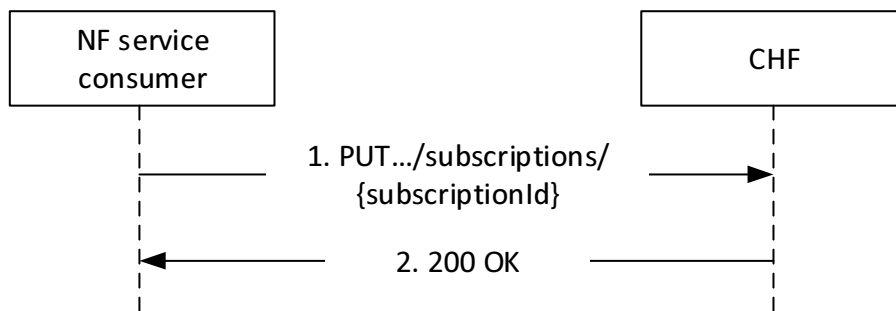 NF service
consumer
CHF
1. PUT…/subscriptions/
{subscriptionId}
2. 200 OK